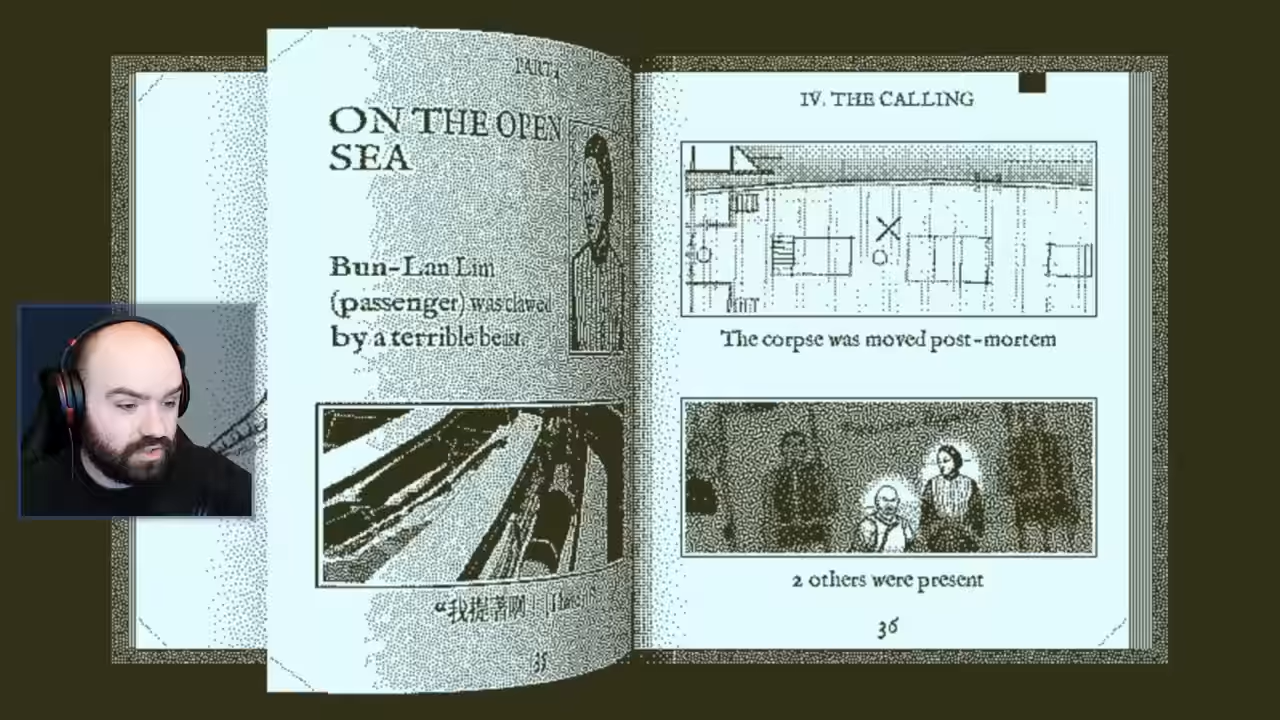 PART 4
ON THE OPEN
SEA
Bun-Lan Lim
(passenger) was clawed
by a terrible beast.
35
IV. THE CALLING
The corpse was moved post-mortem
2 others were present
36